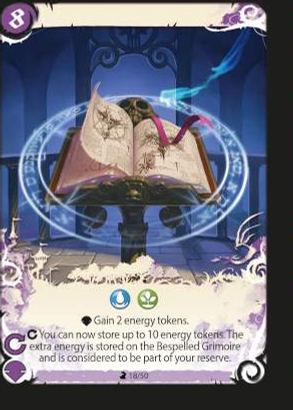 8
Gain 2 energy tokens.
You can now store up to 10 energy tokens. The
extra energy is stored on the Bespelled Grimoire
and is considered to be part of your reserve.
18/50